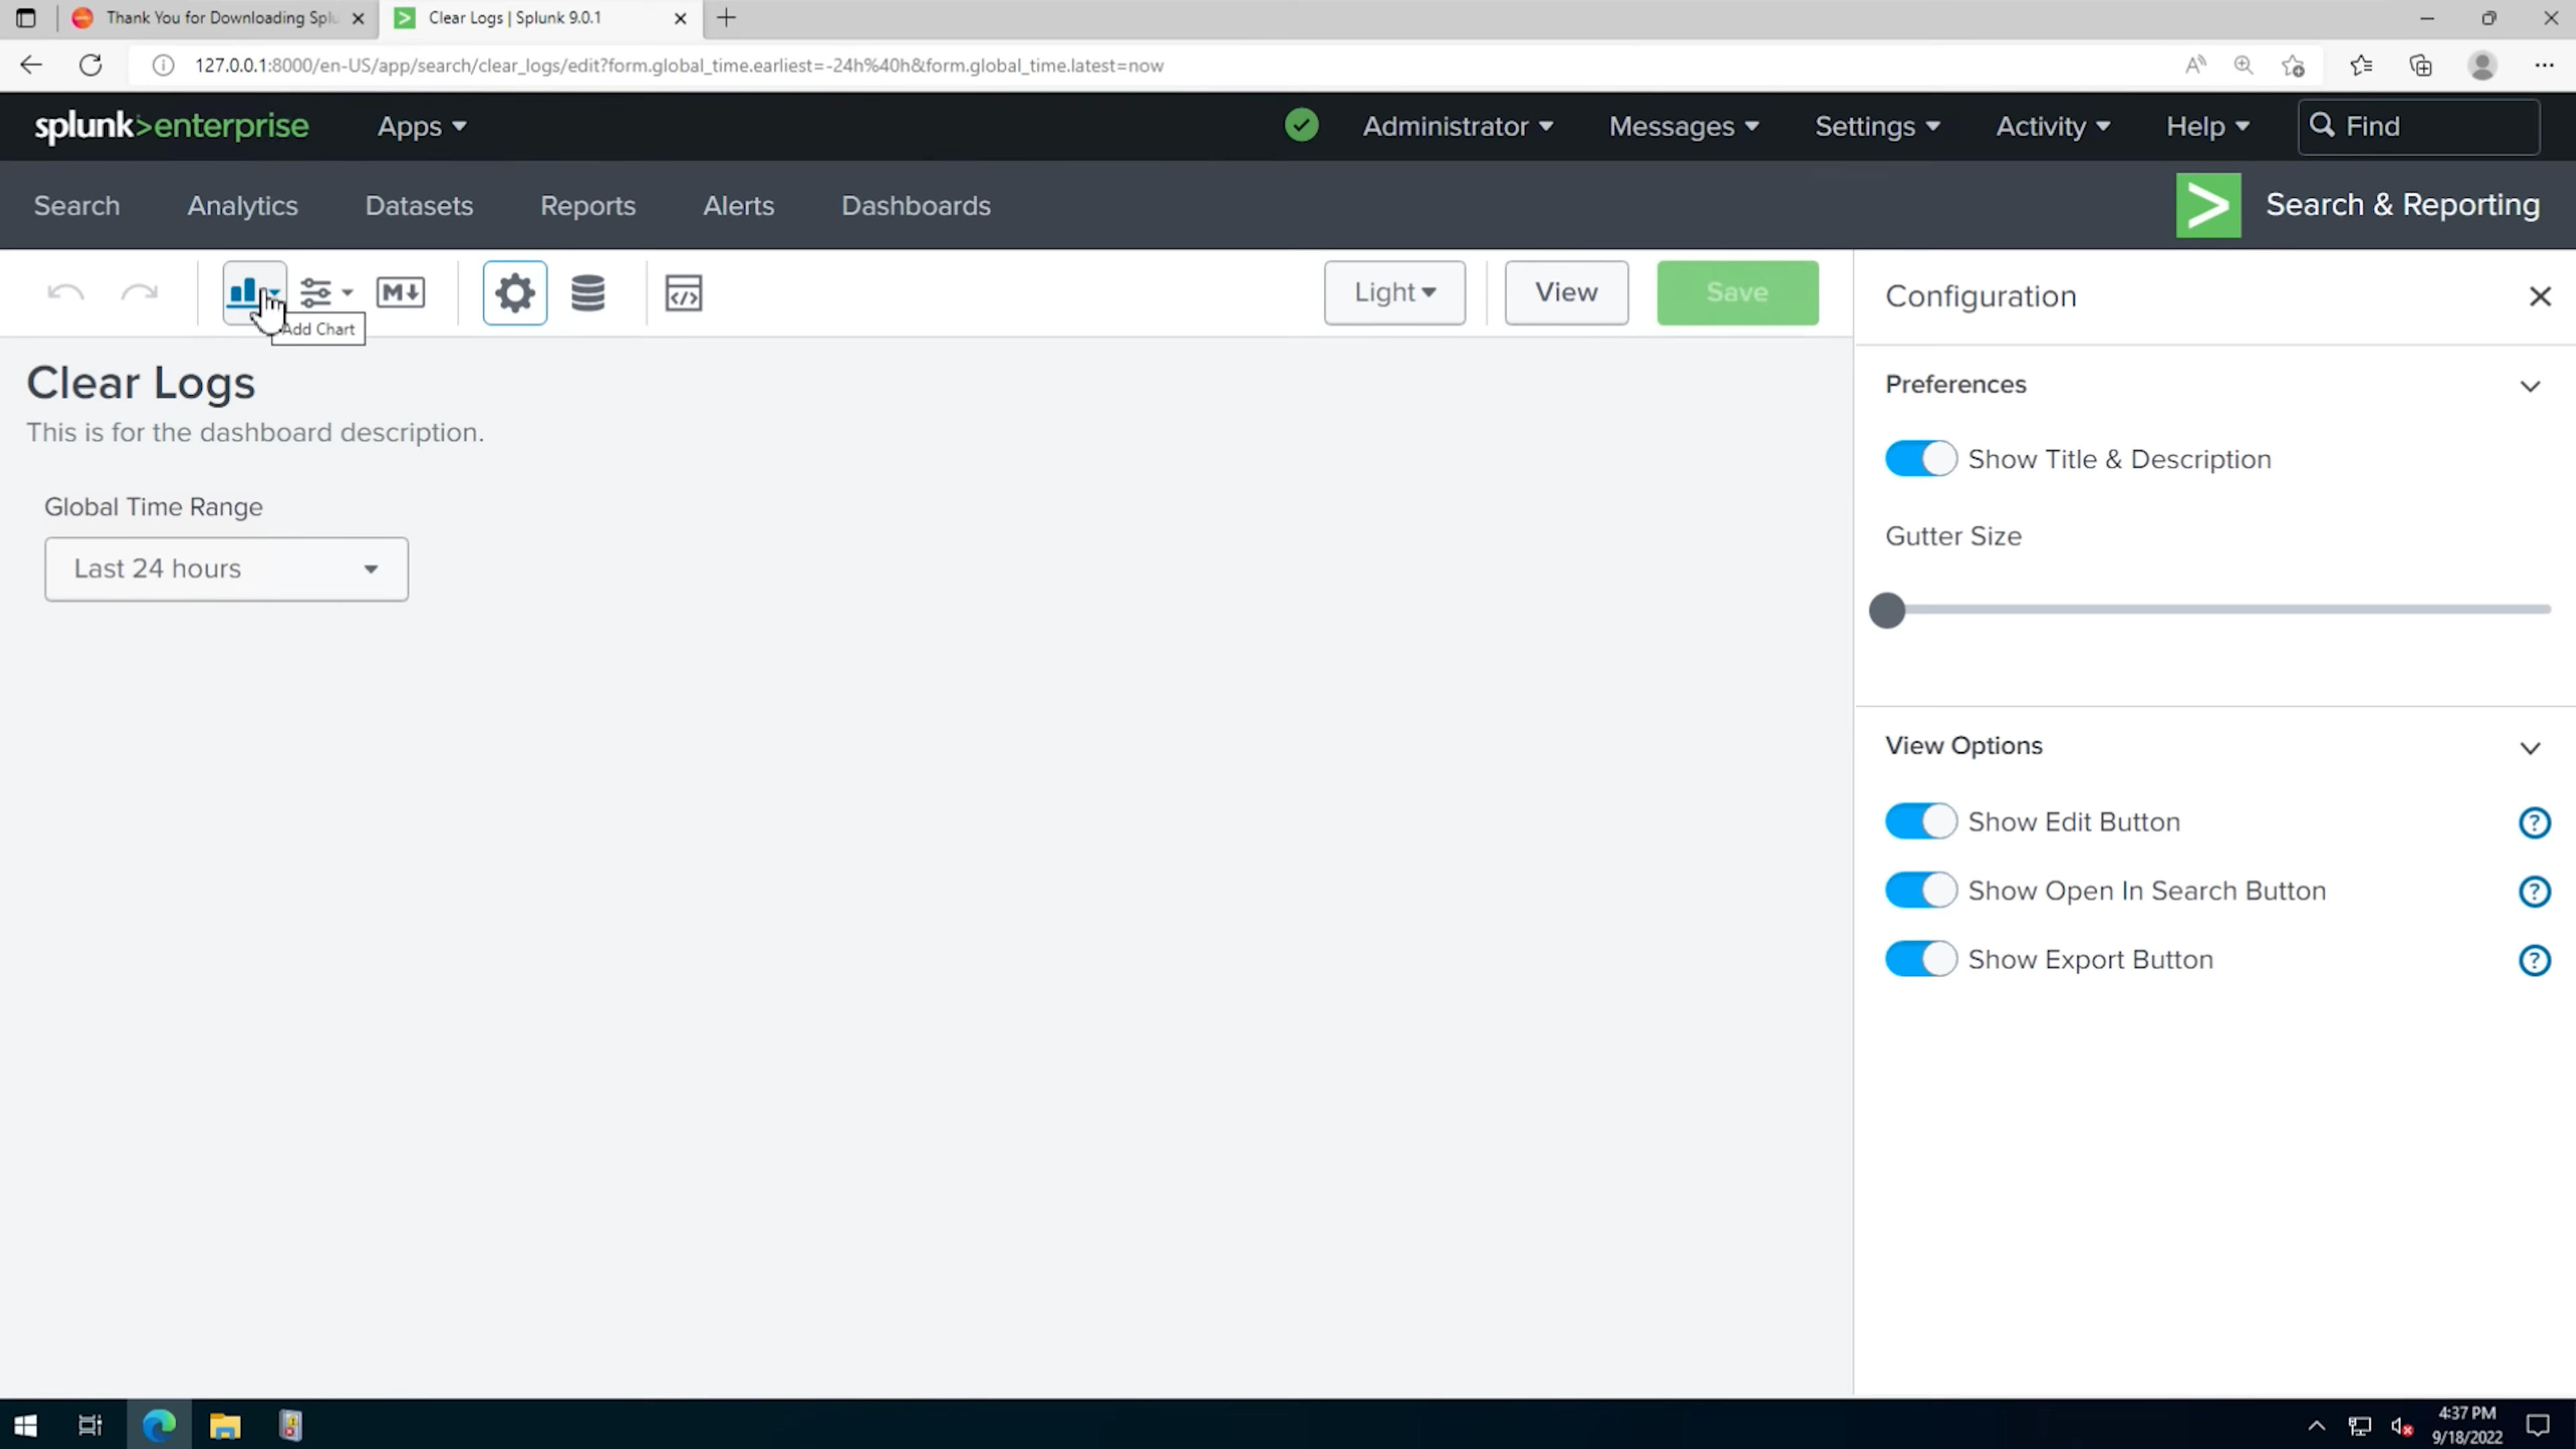 Thank You for Downloading Splu
Clear Logs | Splunk 9.0.1
127.0.0.1:8000/en-US/app/search/clear_logs/edit?form.global_time.earliest=-24h%40h&form.global_time.latest=now
splunk>enterprise Apps Administrator Messages Settings Activity Help Find
Search Analytics Datasets Reports Alerts Dashboards Search & Reporting
M Light View Save
Add Chart
Clear Logs
This is for the dashboard description.
Global Time Range
Last 24 hours
Configuration
Preferences
Show Title & Description
Gutter Size
View Options
Show Edit Button ?
Show Open In Search Button ?
Show Export Button ?
4:37 PM
9/18/2022